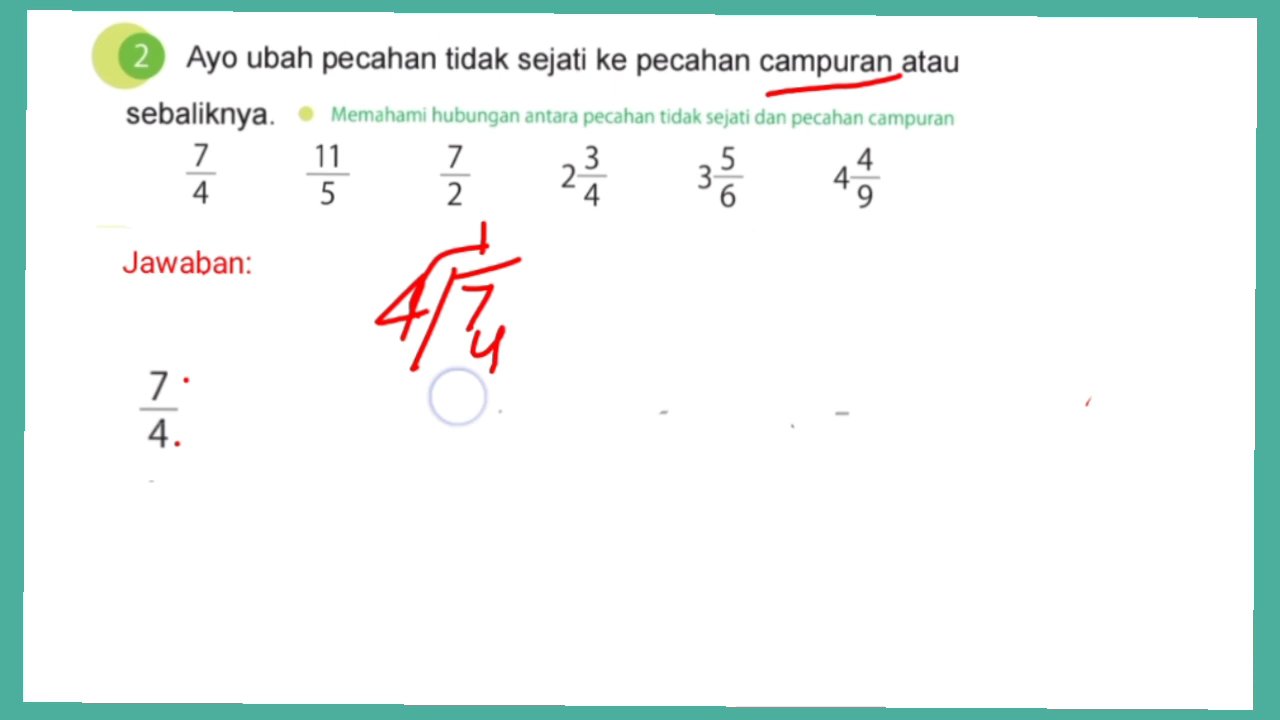 2 Ayo ubah pecahan tidak sejati ke pecahan campuran atau
sebaliknya. Memahami hubungan antara pecahan tidak sejati dan pecahan campuran
7/4 11/5 7/2 2 3/4 3 5/6 4 4/9
Jawaban:
1
4 7
4
7/4